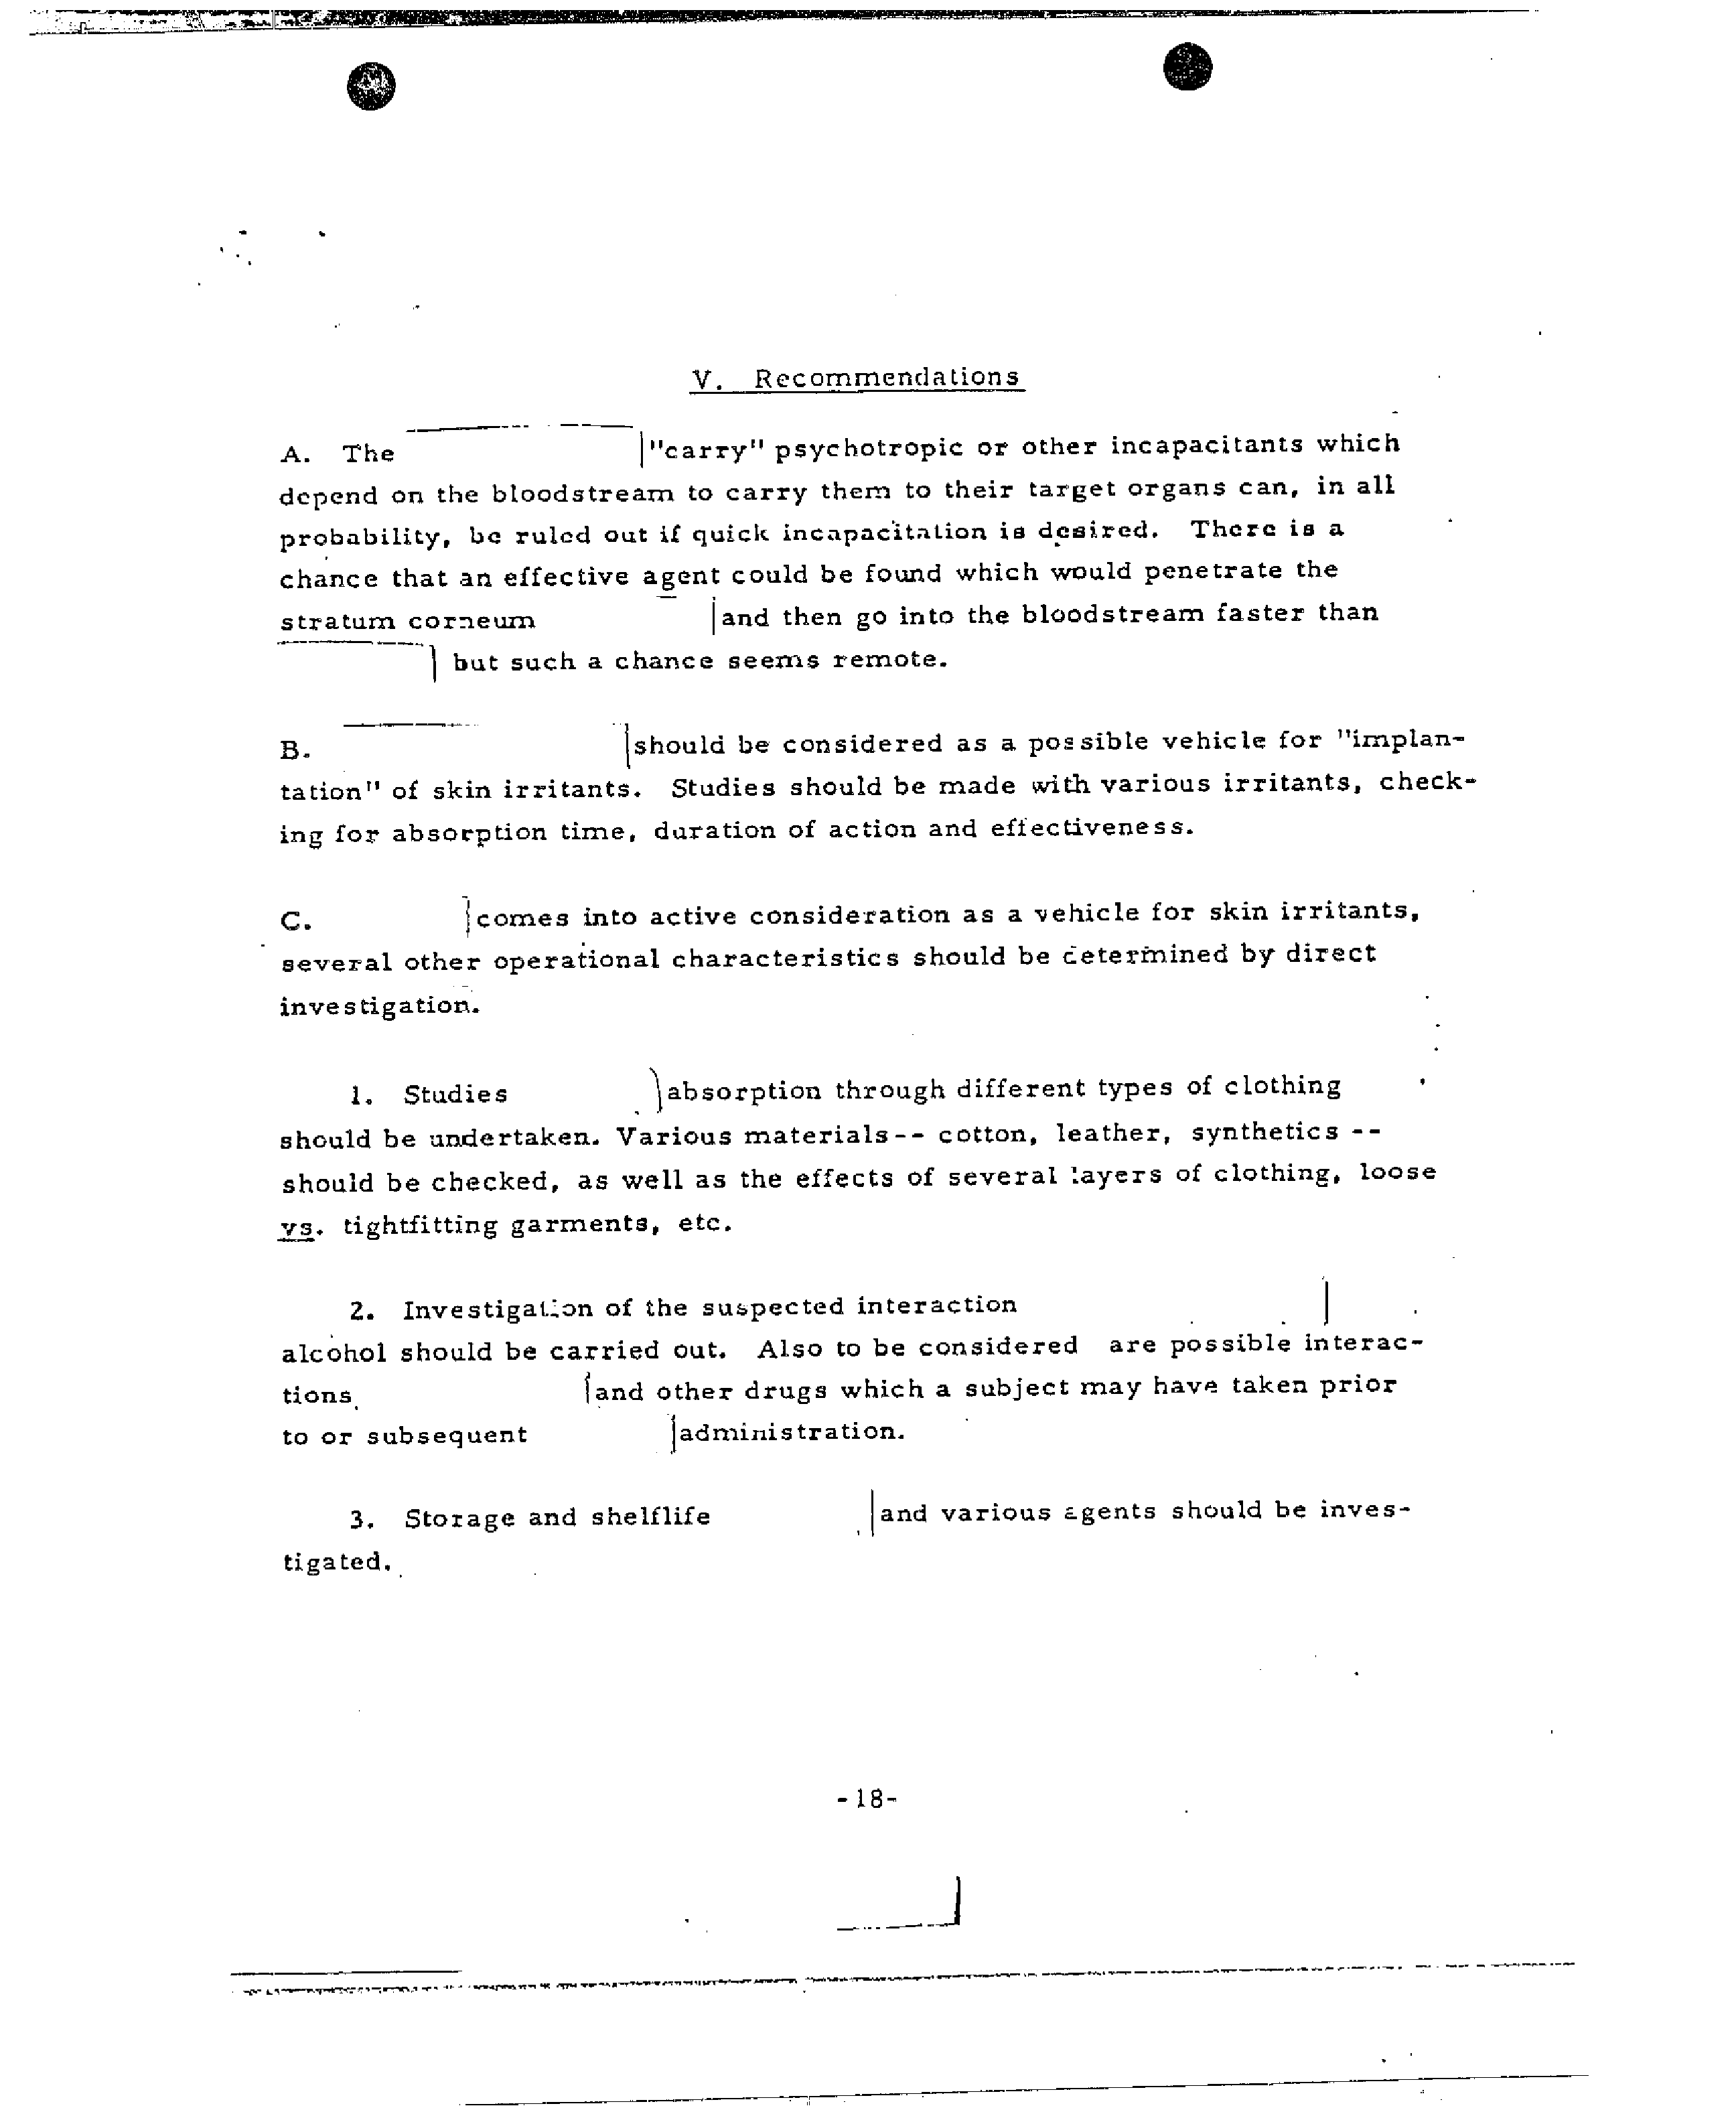 V. Recommendations
A. The "carry" psychotropic or other incapacitants which
depend on the bloodstream to carry them to their target organs can, in all
probability, be ruled out if quick incapacitation is desired. There is a
chance that an effective agent could be found which would penetrate the
stratum corneum and then go into the bloodstream faster than
but such a chance seems remote.
B. should be considered as a possible vehicle for "implan-
tation" of skin irritants. Studies should be made with various irritants, check-
ing for absorption time, duration of action and effectiveness.
C. comes into active consideration as a vehicle for skin irritants,
several other operational characteristics should be determined by direct
investigation.
1. Studies absorption through different types of clothing
should be undertaken. Various materials-- cotton, leather, synthetics --
should be checked, as well as the effects of several layers of clothing, loose
vs. tightfitting garments, etc.
2. Investigation of the suspected interaction
alcohol should be carried out. Also to be considered are possible interac-
tions and other drugs which a subject may have taken prior
to or subsequent administration.
3. Storage and shelflife and various agents should be inves-
tigated.
-18-